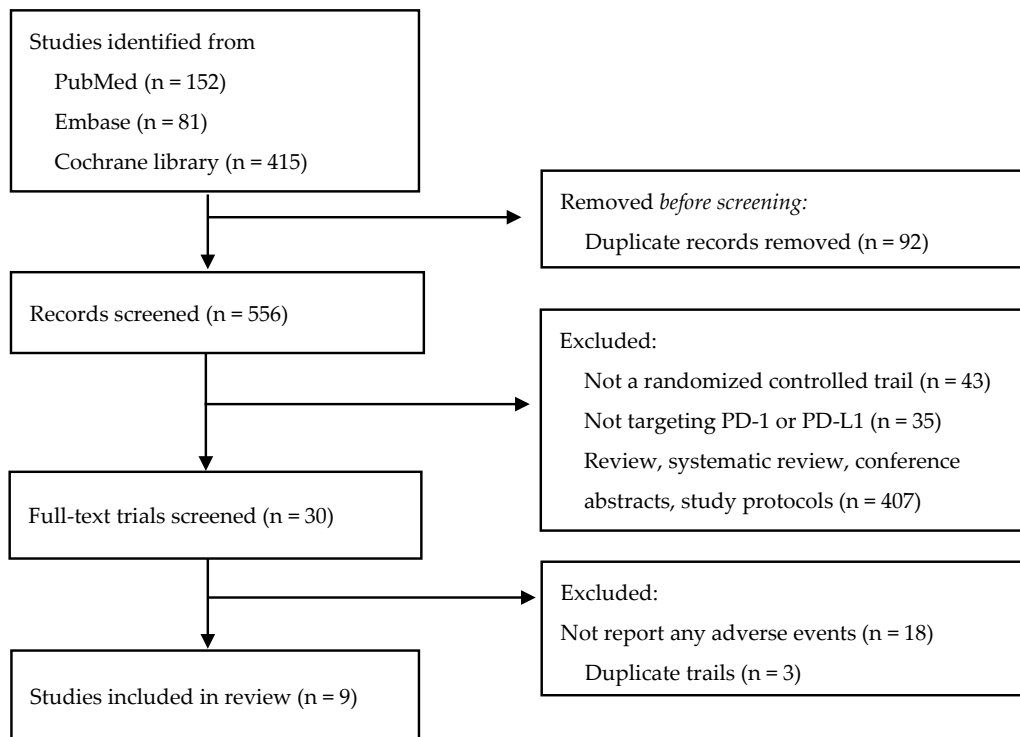 Studies identified from
PubMed (n = 152)
Embase (n = 81)
Cochrane library (n = 415)
Removed before screening:
Duplicate records removed (n = 92)
Records screened (n = 556)
Excluded:
Not a randomized controlled trail (n = 43)
Not targeting PD-1 or PD-L1 (n = 35)
Review, systematic review, conference
abstracts, study protocols (n = 407)
Full-text trials screened (n = 30)
Excluded:
Not report any adverse events (n = 18)
Duplicate trails (n = 3)
Studies included in review (n = 9)